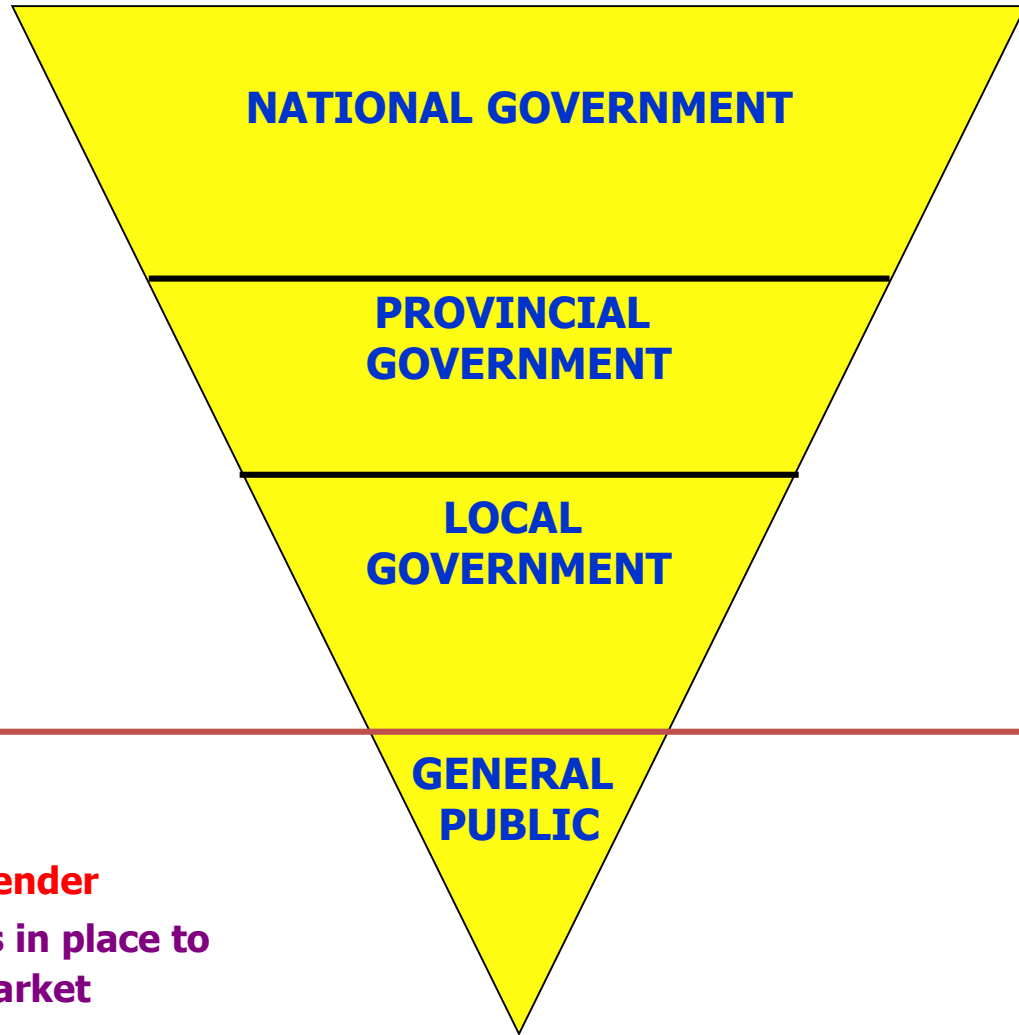 NATIONAL GOVERNMENT
PROVINCIAL
GOVERNMENT
LOCAL
GOVERNMENT
GENERAL
PUBLIC
ender
s in place to
arket